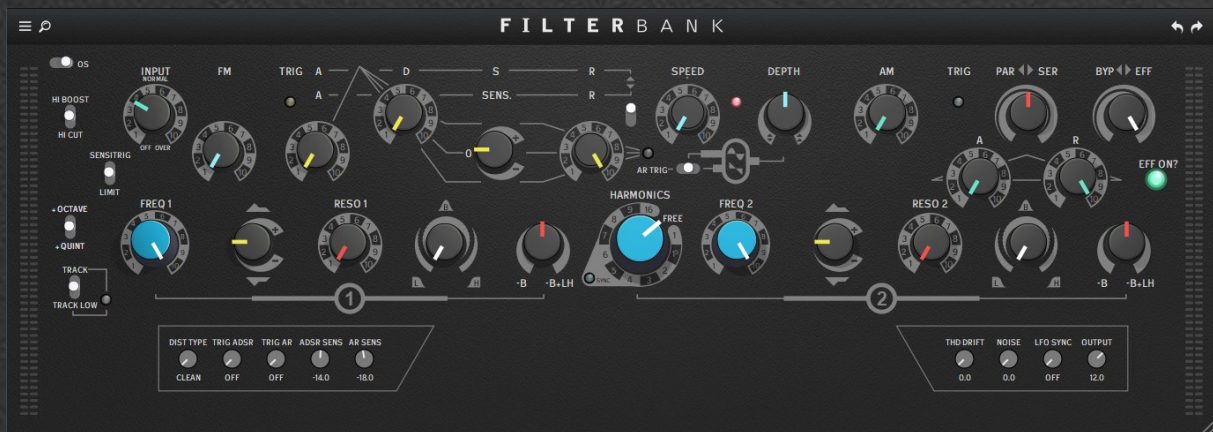 FILTERBANK
OS
INPUT
NORMAL
OFF OVER
FM
TRIG A D S R
A SENS. R
SPEED
DEPTH
AM
TRIG
PAR SER
BYP EFF
HI BOOST
HI CUT
0
AR TRIG
A R
EFF ON?
SENSITRIG
LIMIT
+OCTAVE
+QUINT
FREQ 1
RESO 1
B
L H
-B -B+LH
HARMONICS
FREE
SYNC
FREQ 2
RESO 2
B
L H
-B -B+LH
TRACK
TRACK LOW
1
2
DIST TYPE TRIG ADSR TRIG AR ADSR SENS AR SENS
CLEAN OFF OFF -14.0 -18.0
THD DRIFT NOISE LFO SYNC OUTPUT
0.0 0.0 OFF 12.0